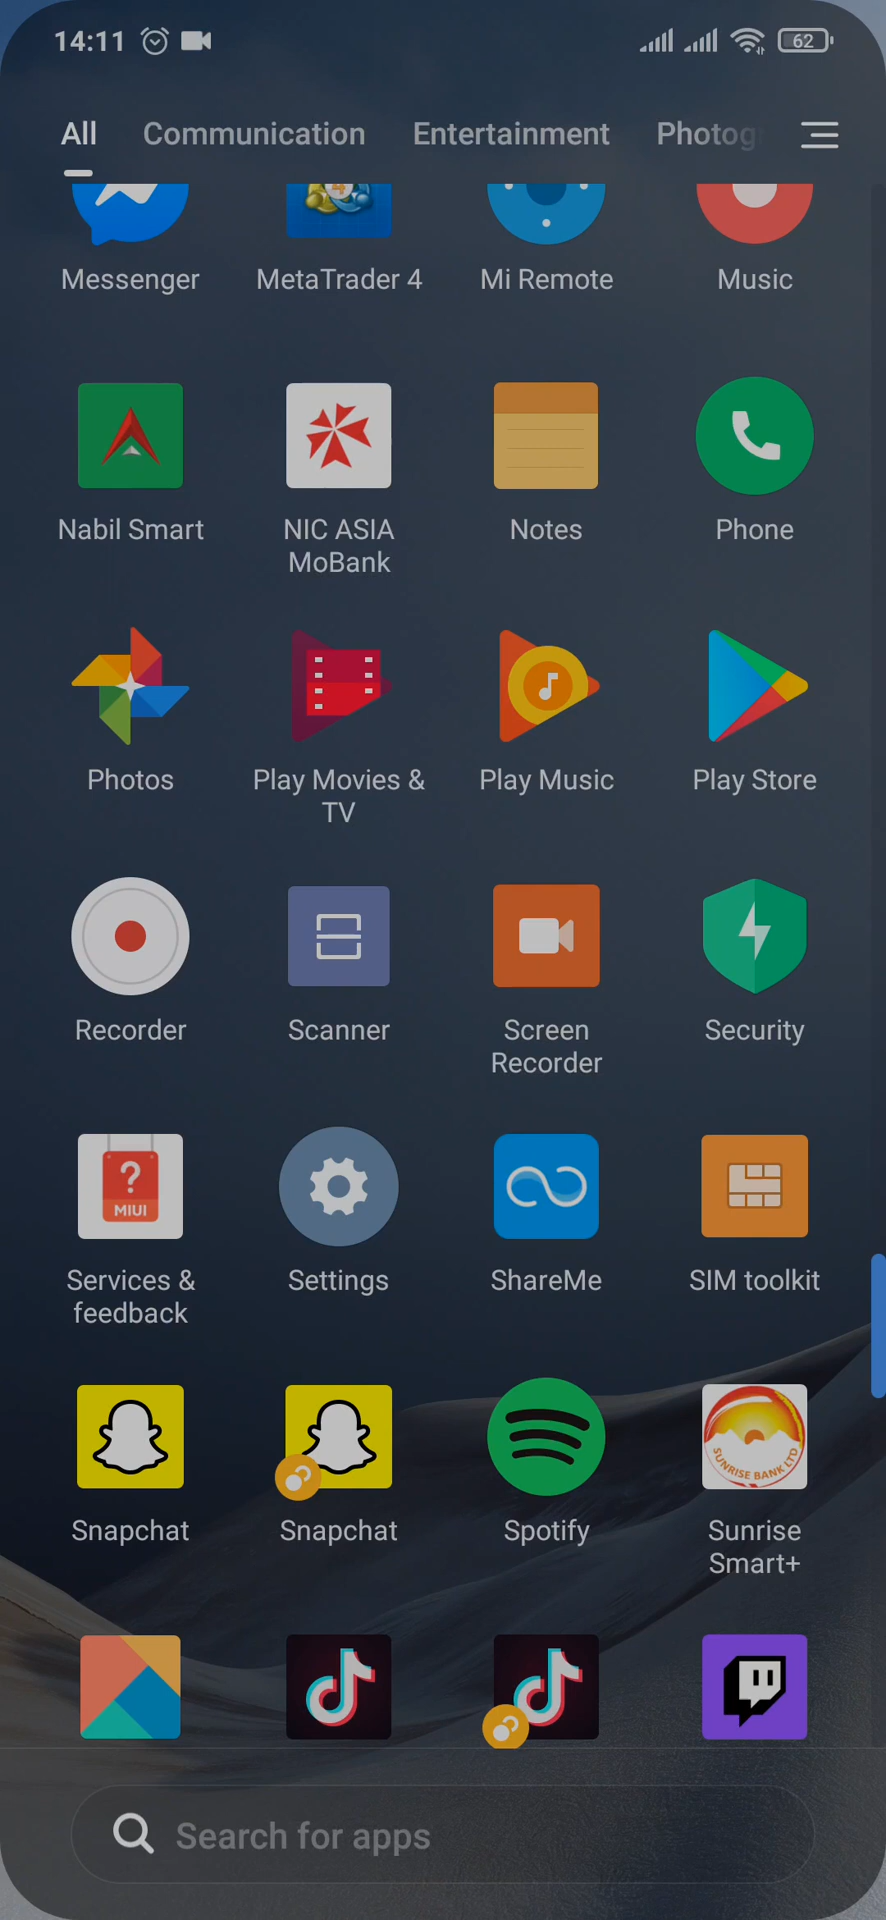 14:11
62
All Communication Entertainment Photog
Messenger MetaTrader 4 Mi Remote Music
Nabil Smart NIC ASIA Notes Phone
MoBank
Photos Play Movies & Play Music Play Store
TV
Recorder Scanner Screen Security
Recorder
?
MIUI
Services & Settings ShareMe SIM toolkit
feedback
SUNRISE BANK LTD
Snapchat Snapchat Spotify Sunrise
Smart+
Search for apps